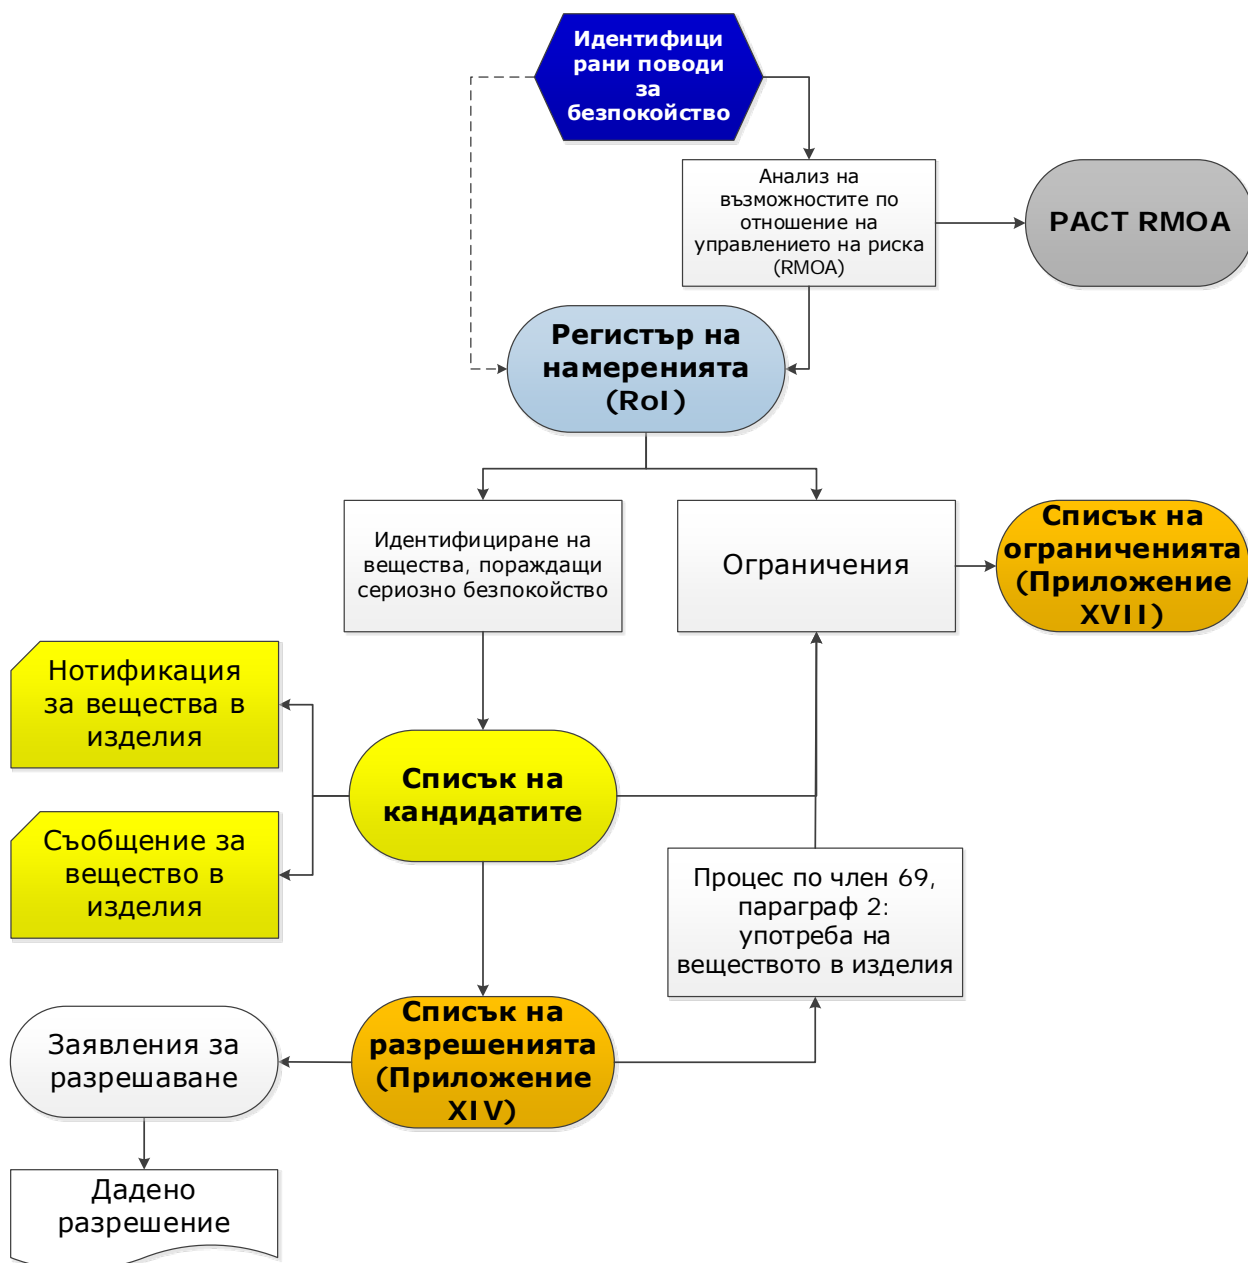 Идентифици
рани поводи
за
безпокойство
Анализ на
възможностите по
отношение на
управлението на риска
(RMOA)
PACT RMOA
Регистър на
намеренията
(RoI)
Идентифициране на
вещества, пораждащи
сериозно безпокойство
Ограничения
Списък на
ограниченията
(Приложение
XVII)
Нотификация
за вещества в
изделия
Списък на
кандидатите
Съобщение за
вещество в
изделия
Процес по член 69,
параграф 2:
употреба на
веществото в изделия
Заявления за
разрешаване
Списък на
разрешенията
(Приложение
XIV)
Дадено
разрешение